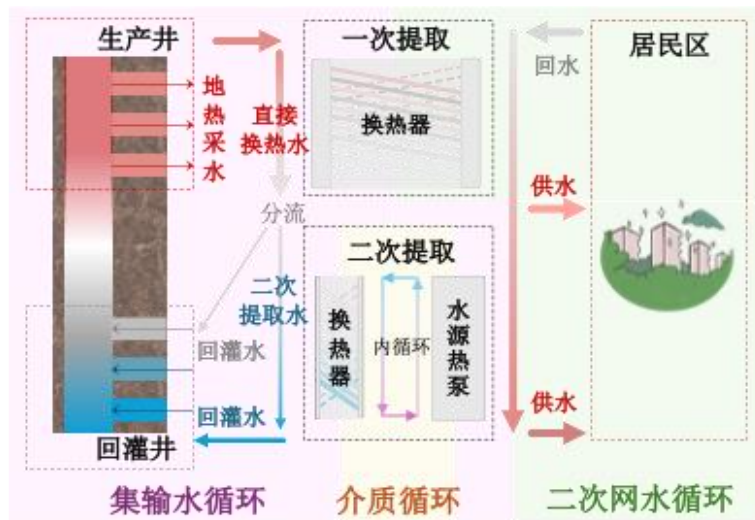 生产井
地热采水
直接
换热水
分流
二次
提取水
回灌水
回灌水
回灌井
一次提取
换热器
二次提取
换热器
内循环
水源热泵
回水
居民区
供水
供水
集输水循环
介质循环
二次网水循环